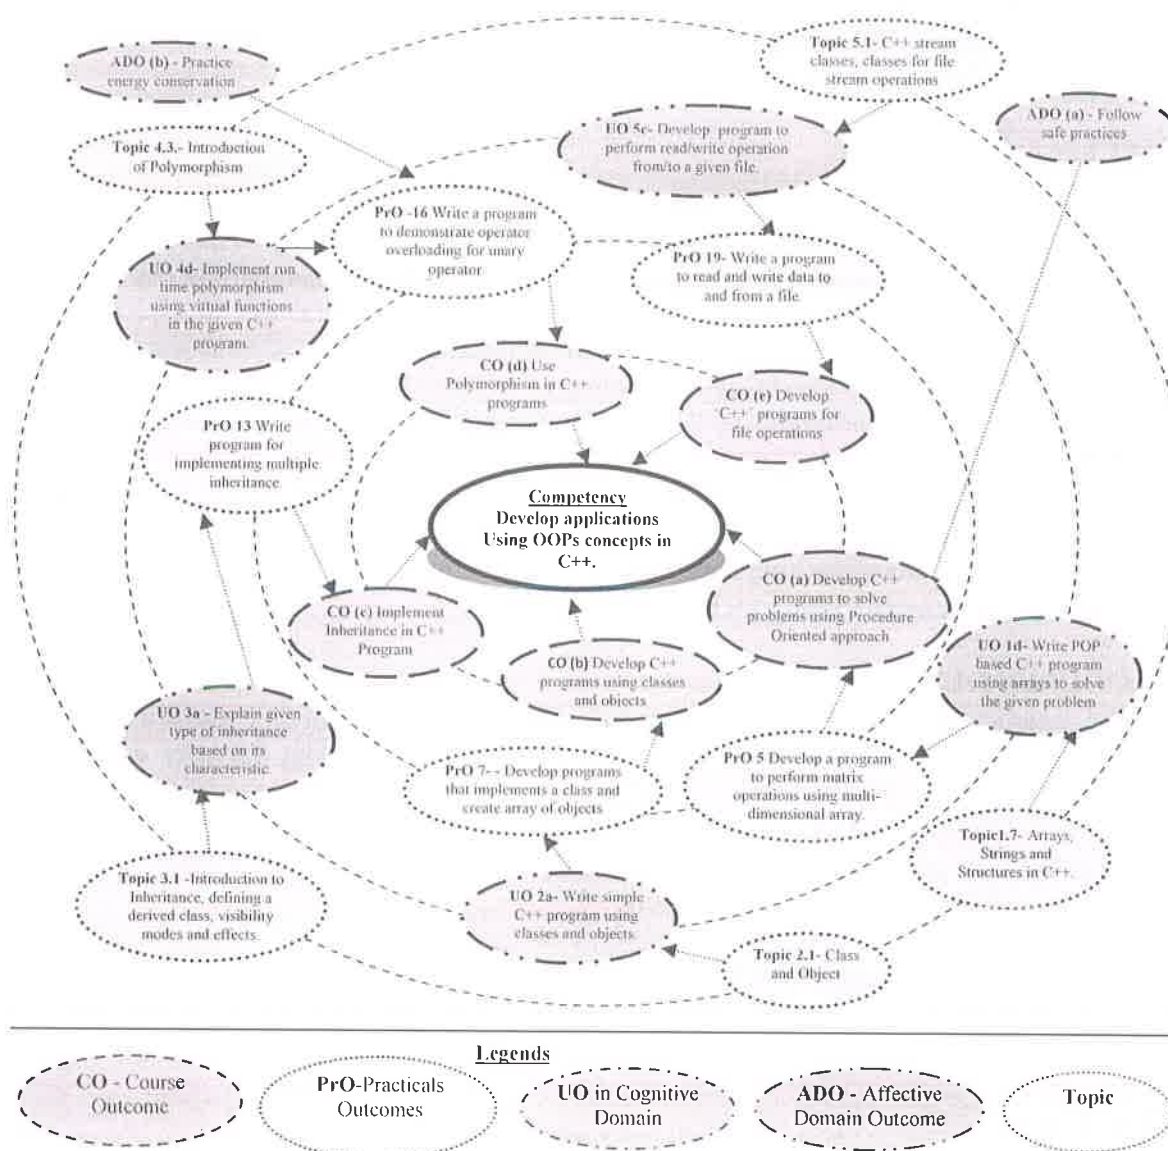 Topic 5.1- C++ stream
classes, classes for file
stream operations
ADO (b) - Practice
energy conservation
ADO (a) - Follow
safe practices
UO 5c- Develop program to
perform read/write operation
from/to a given file.
Topic 4.3.- Introduction
of Polymorphism
PrO -16 Write a program
to demonstrate operator
overloading for unary
operator
PrO 19- Write a program
to read and write data to
and from a file
UO 4d- Implement run
time polymorphism
using virtual functions
in the given C++
program.
CO (d) Use
Polymorphism in C++
programs
CO (e) Develop
'C++' programs for
file operations
PrO 13 Write
program for
implementing multiple
inheritance.
Competency
Develop applications
Using OOPs concepts in
C++.
CO (a) Develop C++
programs to solve
problems using Procedure
Oriented approach
CO (c) Implement
Inheritance in C++
Program
CO (b) Develop C++
programs using classes
and objects
UO 1d- Write POP
based C++ program
using arrays to solve
the given problem
UO 3a - Explain given
type of inheritance
based on its
characteristic.
PrO 7- - Develop programs
that implements a class and
create array of objects
PrO 5 Develop a program
to perform matrix
operations using multi-
dimensional array.
Topic1.7- Arrays,
Strings and
Structures in C++.
Topic 3.1 -Introduction to
Inheritance, defining a
derived class, visibility
modes and effects.
UO 2a- Write simple
C++ program using
classes and objects.
Topic 2.1- Class
and Object
Legends
CO - Course
Outcome
PrO-Practicals
Outcomes
UO in Cognitive
Domain
ADO - Affective
Domain Outcome
Topic